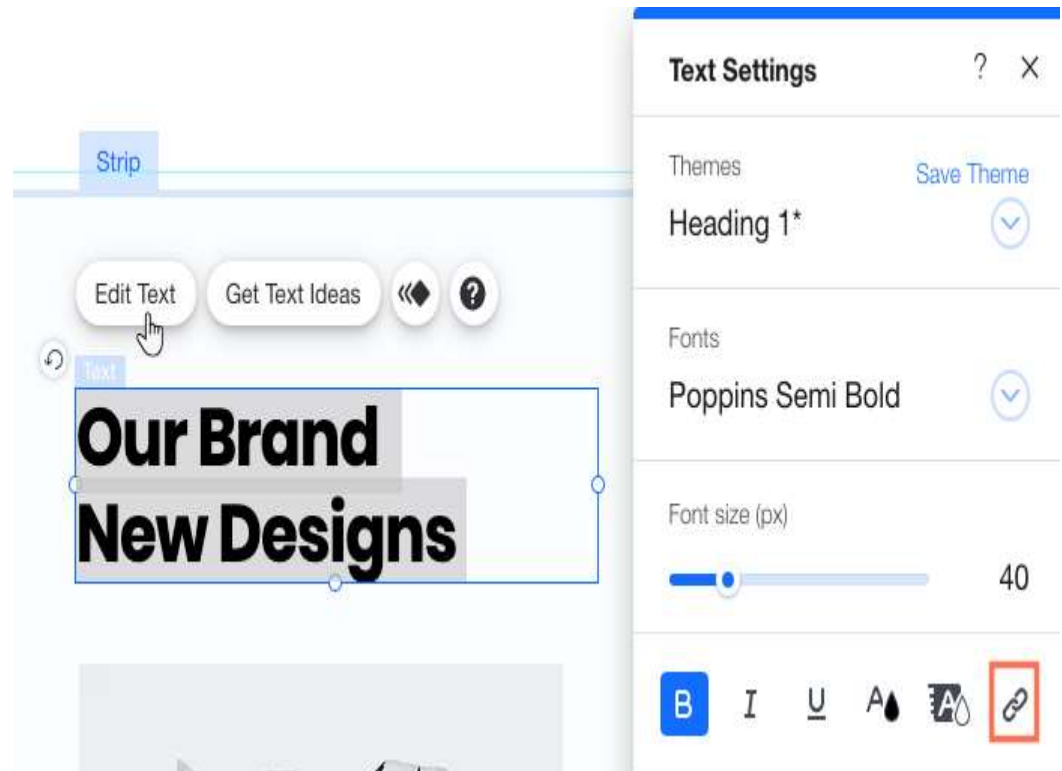 Text Settings ? X
Strip
Themes
Save Theme
Heading 1*
Edit Text
Get Text Ideas
?
Fonts
Text
Poppins Semi Bold
Our Brand
New Designs
Font size (px)
40
B I U A A